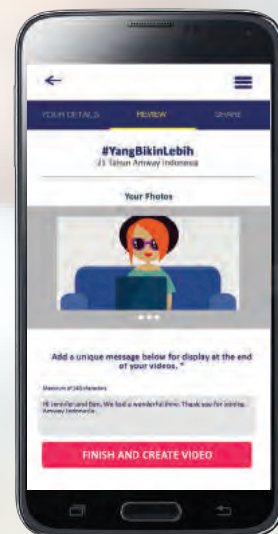 YOUR DETAILS REVIEW SHARE
#YangBikinLebih
21 Tahun Amway Indonesia
Your Photos
Add a unique message below for display at the end
of your videos. *
Maximum of 140 characters
Hi Jennifer and Ben, We had a wonderful time. Thank you for joining
Amway Indonesia.
FINISH AND CREATE VIDEO